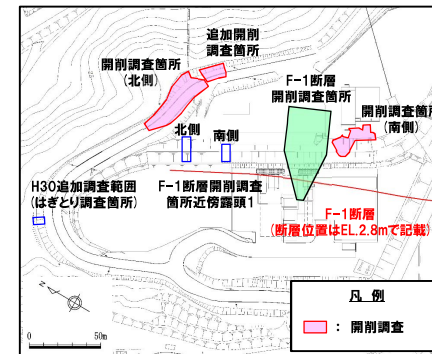 追加開削
調査箇所
開削調査箇所
(北側)
F-1断層
開削調査箇所
開削調査箇所
(南側)
北側
南側
H30追加調査範囲
(はぎとり調査箇所)
F-1断層開削調査
箇所近傍露頭1
F-1断層
(断層位置はEL.2.8mで記載)
N
0
50m
凡 例
: 開削調査